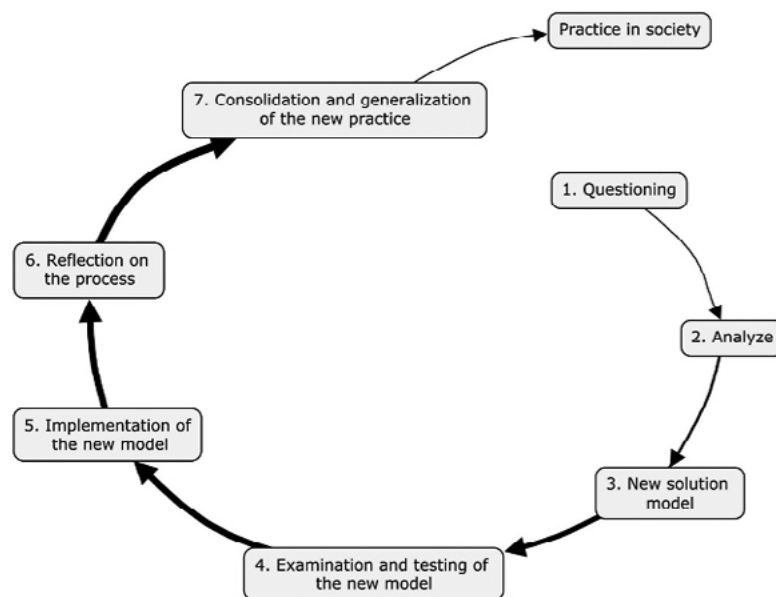 Practice in society
7. Consolidation and generalization
of the new practice
1. Questioning
6. Reflection on
the process
2. Analyze
5. Implementation of
the new model
3. New solution
model
4. Examination and testing of
the new model